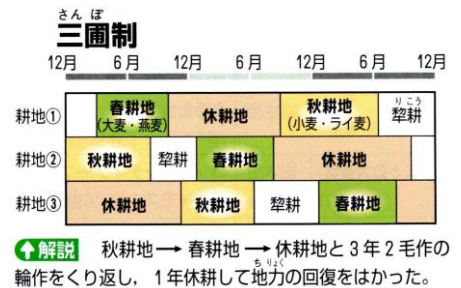 さんぽ
三圃制
12月 6月 12月 6月 12月 6月 12月
耕地① 春耕地 (大麦・燕麦) 休耕地 秋耕地 (小麦・ライ麦) りこう 犂耕
耕地② 秋耕地 犂耕 春耕地 休耕地
耕地③ 休耕地 秋耕地 犂耕 春耕地
解説 秋耕地→春耕地→休耕地と3年2毛作の
ちりょく
輪作をくり返し，1年休耕して地力の回復をはかった。